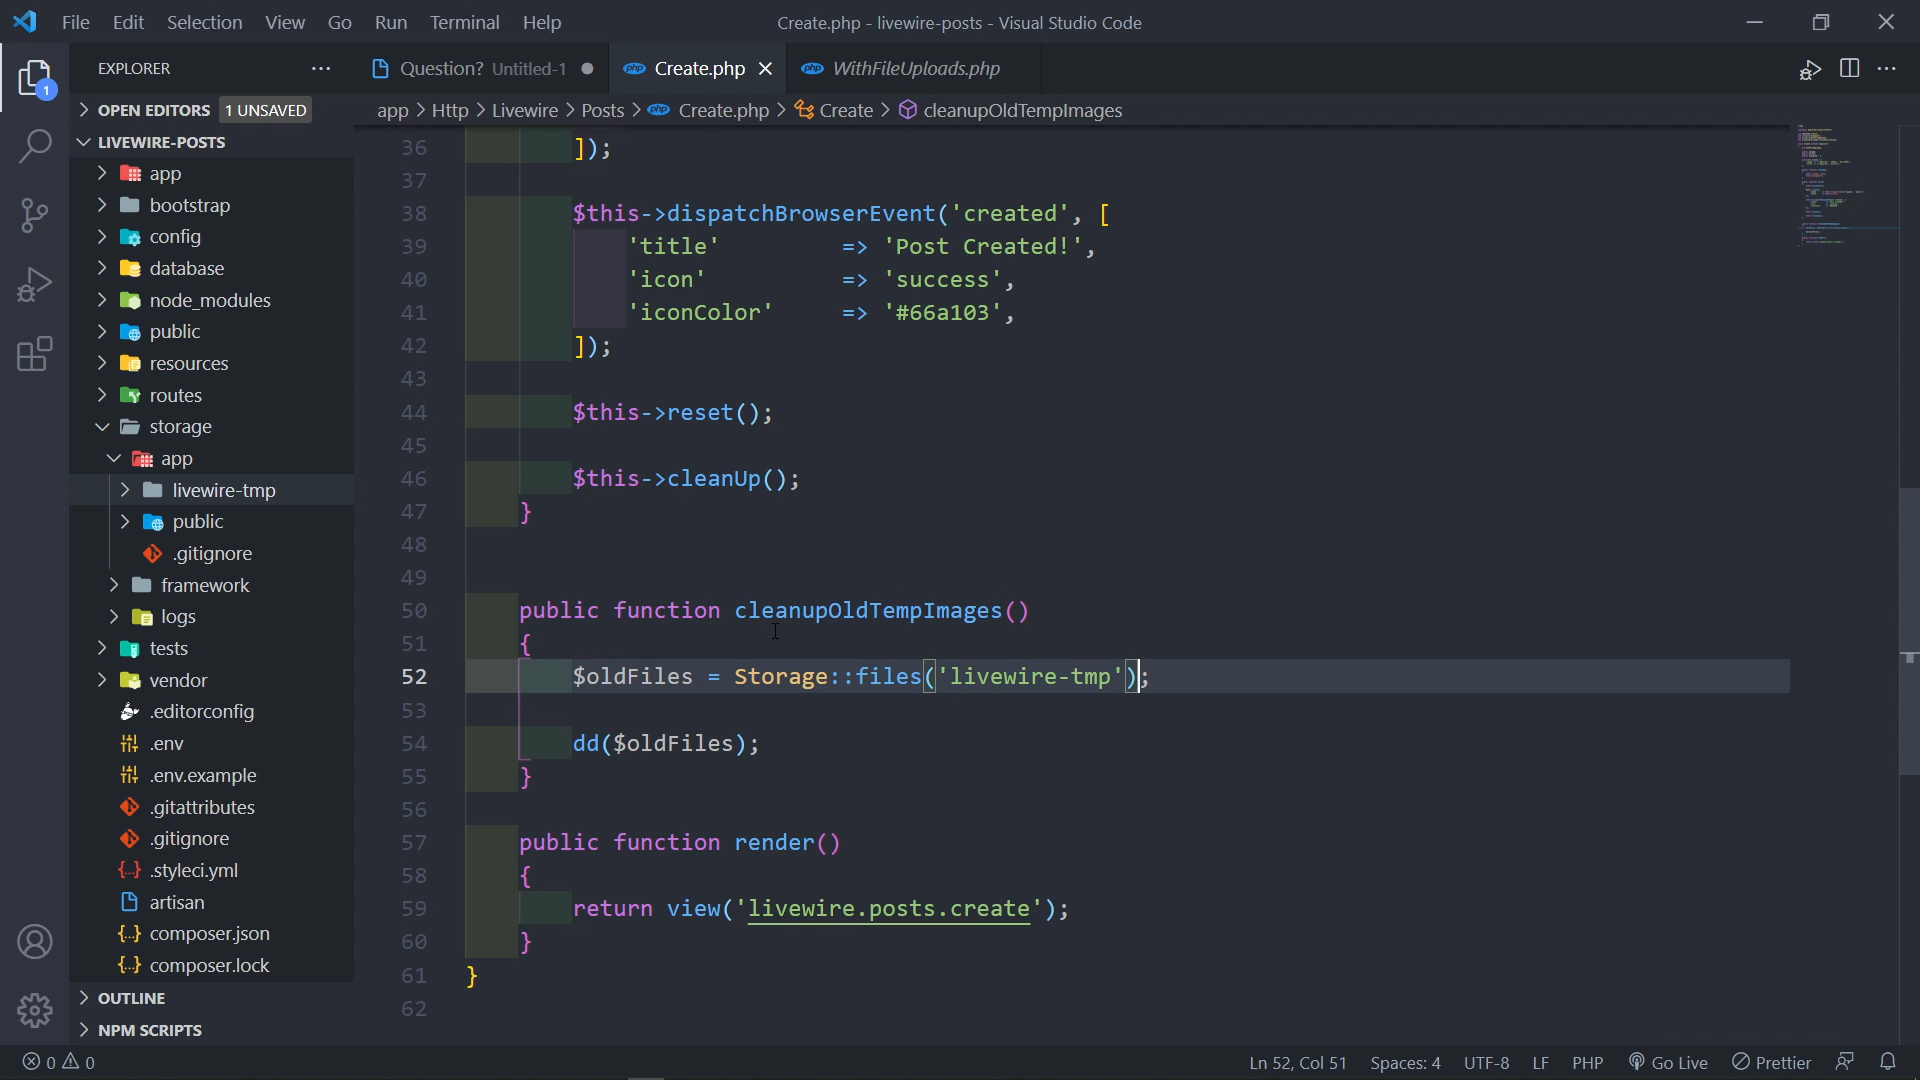 File Edit Selection View Go Run Terminal Help
Create.php - livewire-posts - Visual Studio Code
EXPLORER
Question? Untitled-1
Create.php
WithFileUploads.php
1
OPEN EDITORS 1 UNSAVED
app > Http > Livewire > Posts > Create.php > Create > cleanupOldTempImages
LIVEWIRE-POSTS
app
bootstrap
config
database
node_modules
public
resources
routes
storage
app
livewire-tmp
public
.gitignore
framework
logs
tests
vendor
.editorconfig
.env
.env.example
.gitattributes
.gitignore
.styleci.yml
artisan
composer.json
composer.lock
OUTLINE
NPM SCRIPTS
36 ]);
37
38 $this->dispatchBrowserEvent('created', [
39 'title' => 'Post Created!',
40 'icon' => 'success',
41 'iconColor' => '#66a103',
42 ]);
43
44 $this->reset();
45
46 $this->cleanUp();
47 }
48
49
50 public function cleanupOldTempImages()
51 {
52 $oldFiles = Storage::files('livewire-tmp');
53
54 dd($oldFiles);
55 }
56
57 public function render()
58 {
59 return view('livewire.posts.create');
60 }
61 }
62
0 0
Ln 52, Col 51 Spaces: 4 UTF-8 LF PHP Go Live Prettier